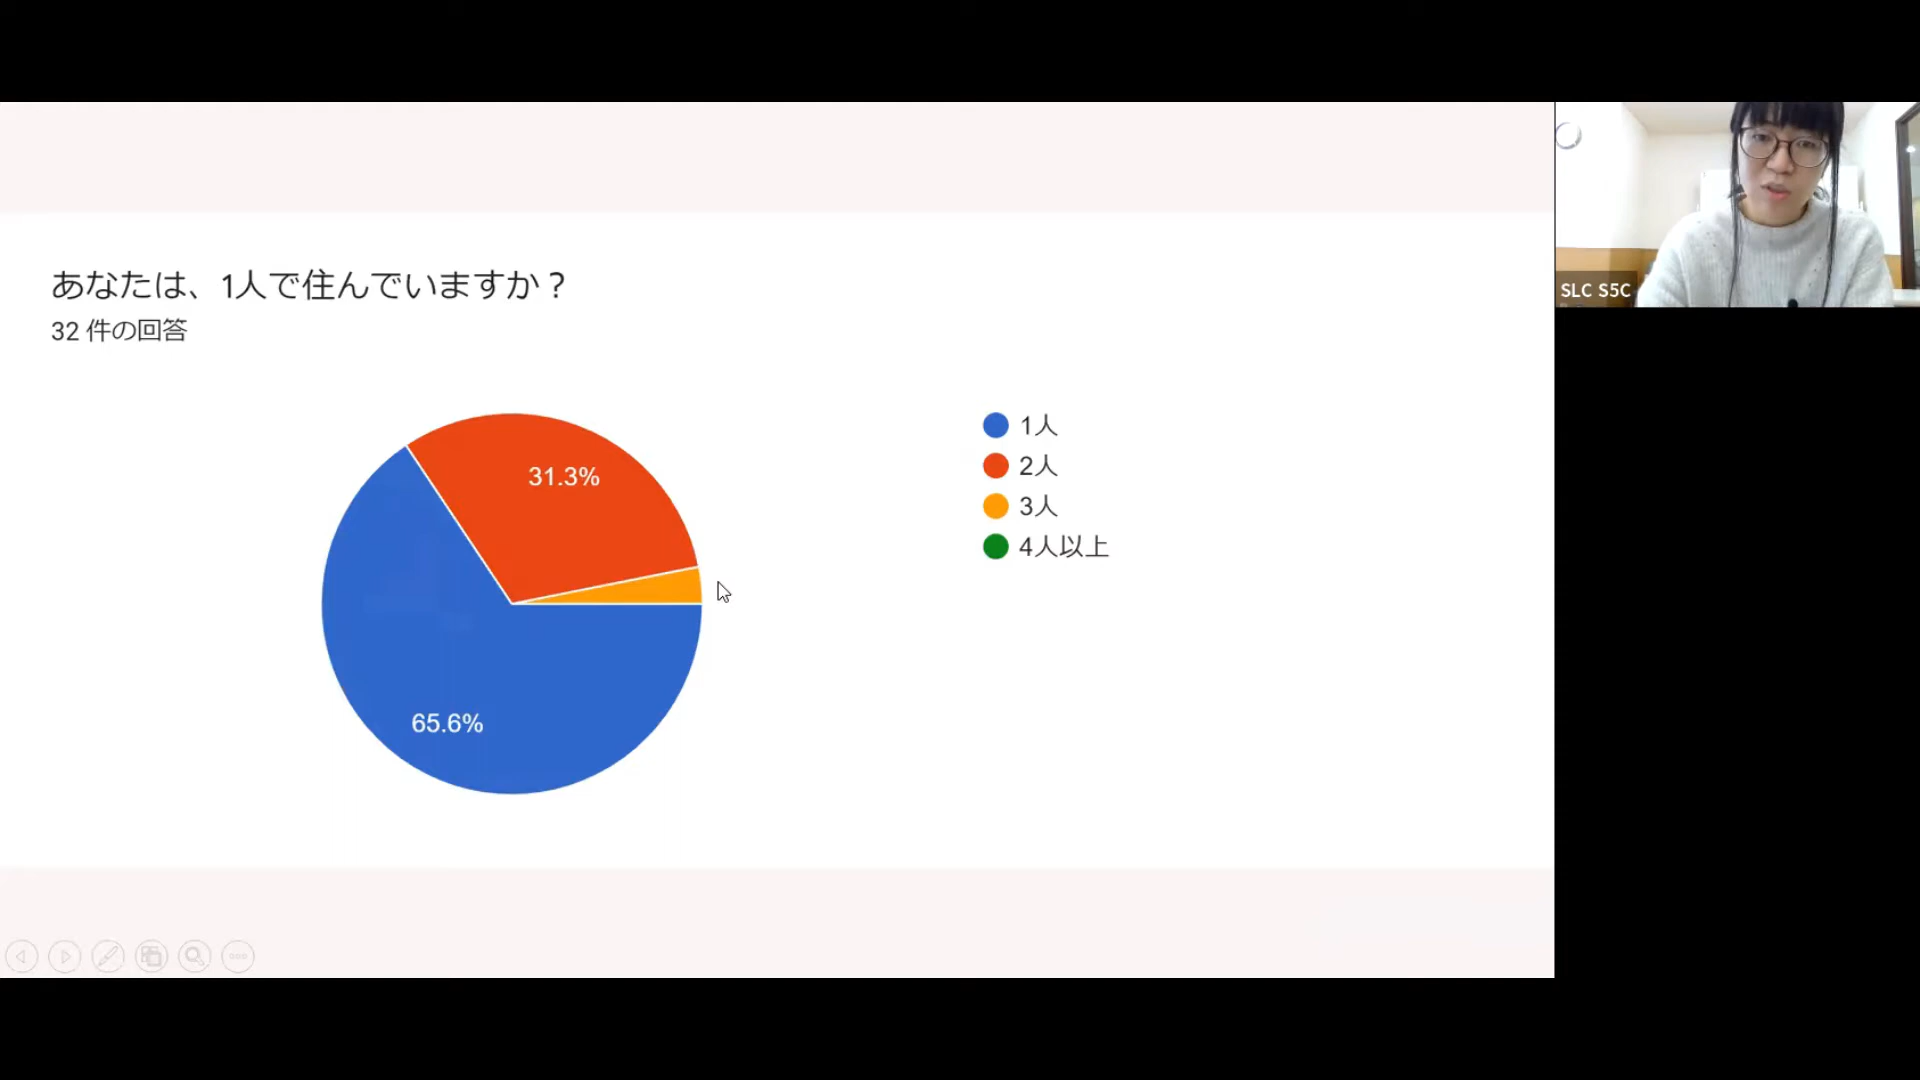 あなたは、1人で住んでいますか？
32 件の回答
31.3%
65.6%
1人
2人
3人
4人以上
SLC S5C